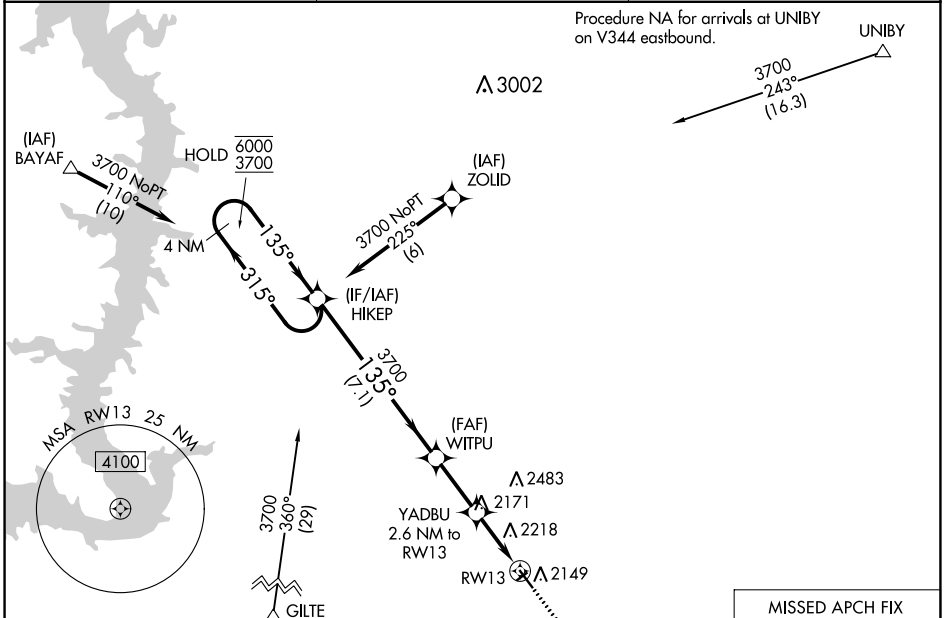 Procedure NA for arrivals at UNIBY
on V344 eastbound.
UNIBY
3700
243°
(16.3)
3002
(IAF)
BAYAF
3700 NoPT
110°
(10)
HOLD
6000
3700
(IAF)
ZOLID
3700 NoPT
225°
(6)
4 NM
135°
315°
(IF/IAF)
HIKEP
3700
135°
(7.1)
(FAF)
WITPU
MSA RW13 25 NM
4100
3700
360°
(29)
2483
2171
YADBU
2.6 NM to
RW13
2218
RW13
2149
GILTE
MISSED APCH FIX